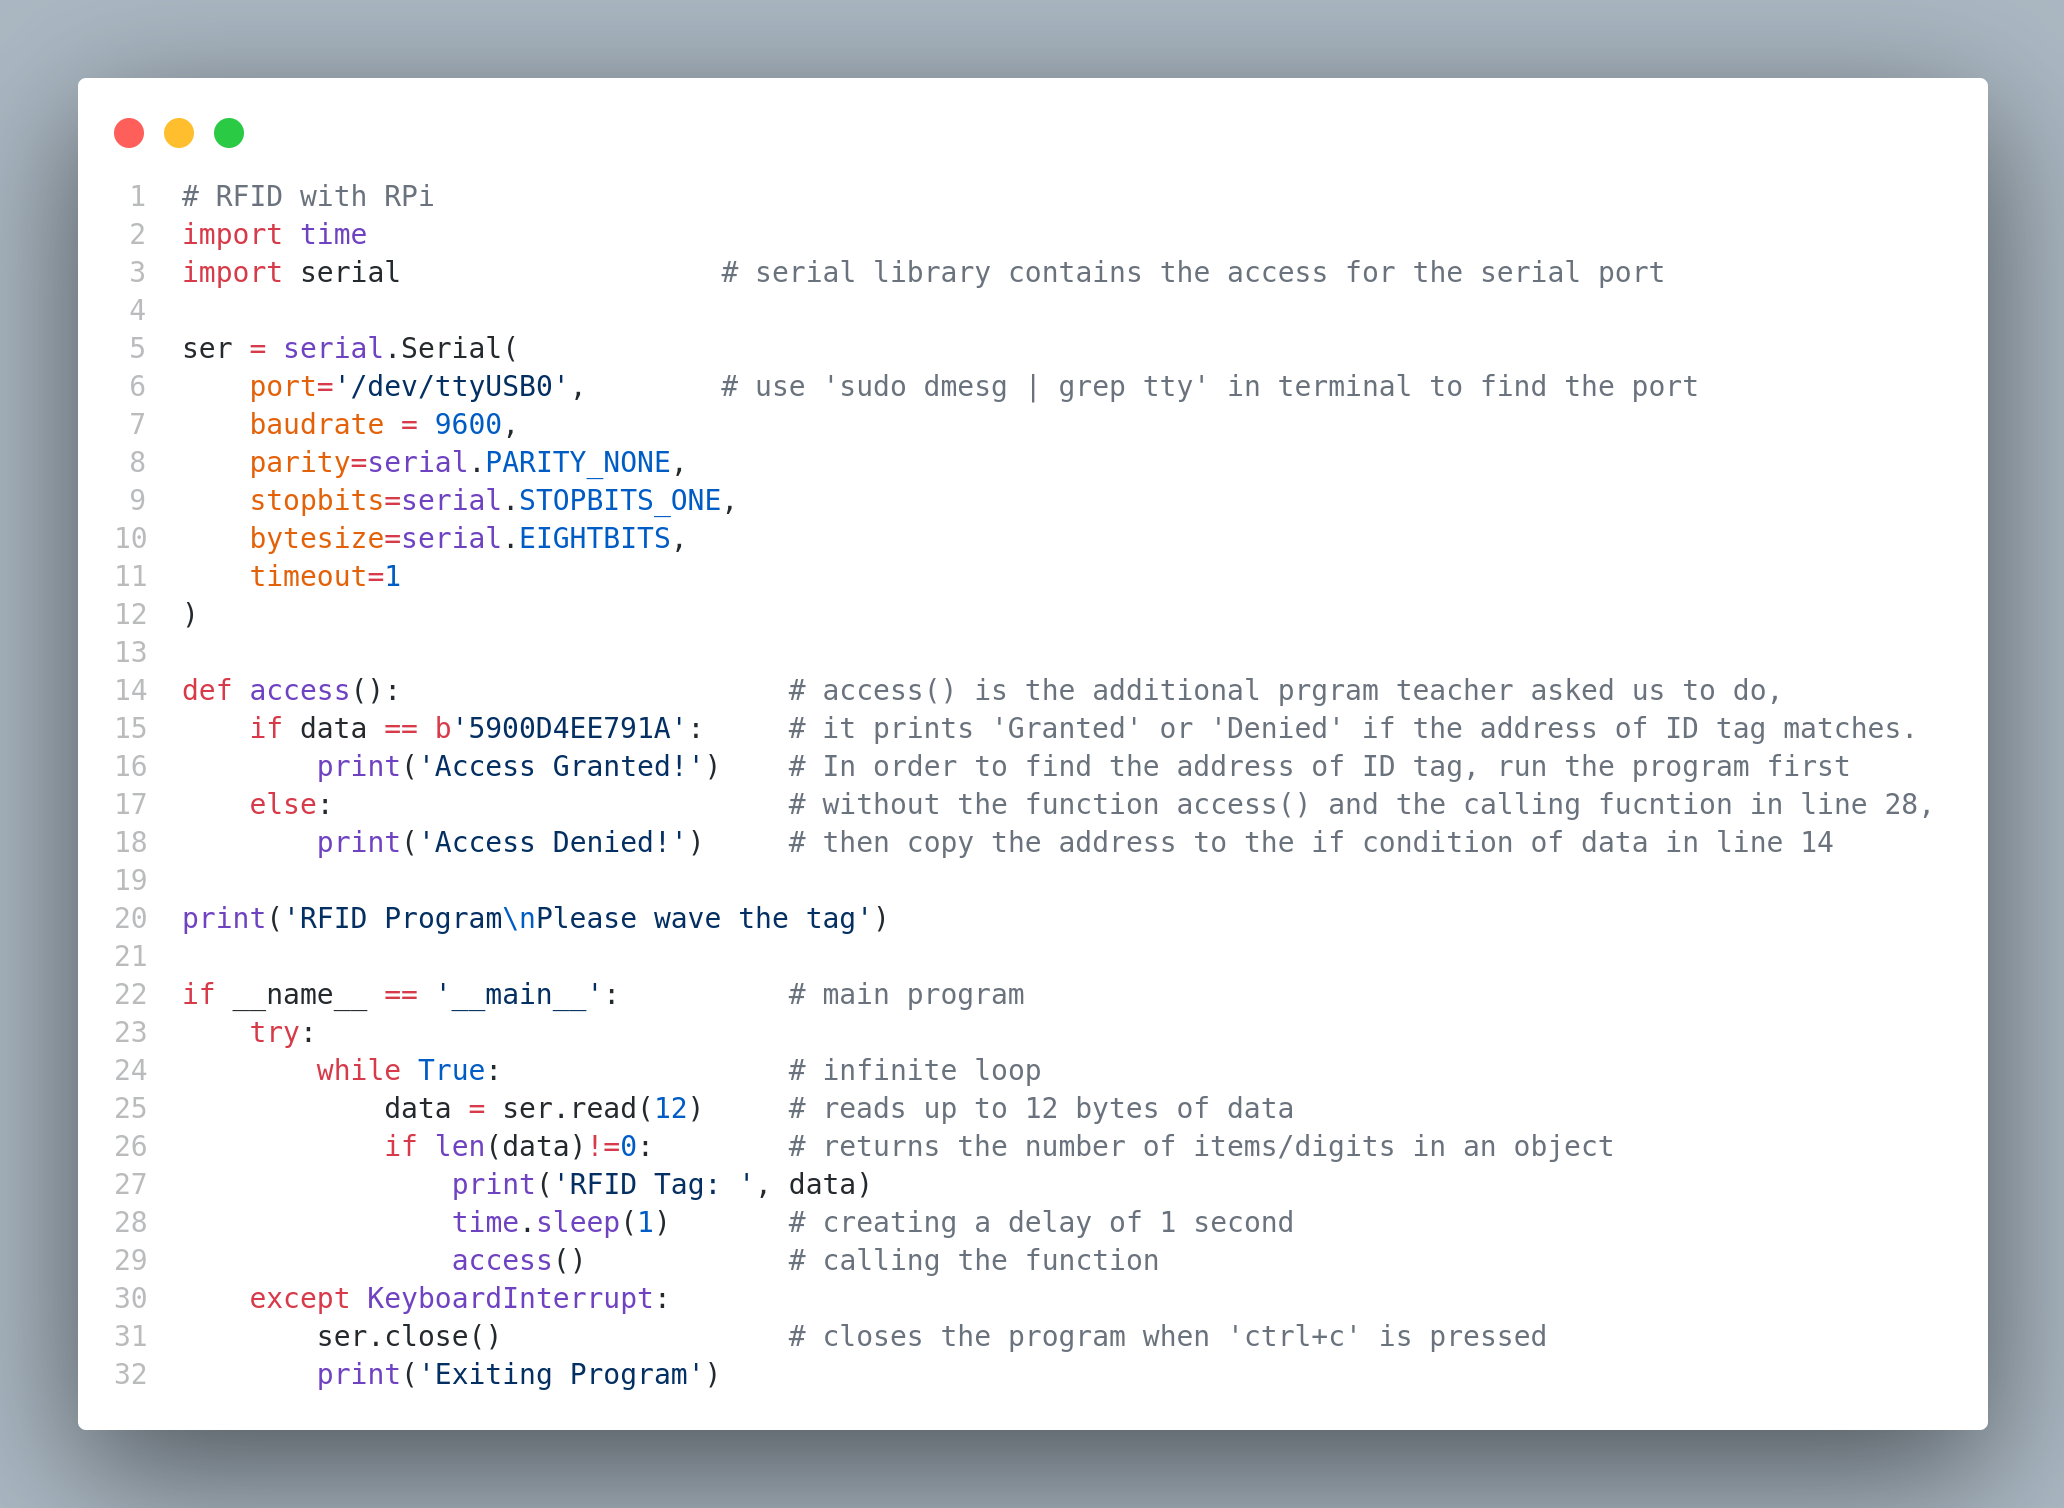 1 # RFID with RPi
2 import time
3 import serial                   # serial library contains the access for the serial port
4
5 ser = serial.Serial(
6     port='/dev/ttyUSB0',        # use 'sudo dmesg | grep tty' in terminal to find the port
7     baudrate = 9600,
8     parity=serial.PARITY_NONE,
9     stopbits=serial.STOPBITS_ONE,
10     bytesize=serial.EIGHTBITS,
11     timeout=1
12 )
13
14 def access():                       # access() is the additional prgram teacher asked us to do,
15     if data == b'5900D4EE791A':     # it prints 'Granted' or 'Denied' if the address of ID tag matches.
16         print('Access Granted!')    # In order to find the address of ID tag, run the program first
17     else:                           # without the function access() and the calling fucntion in line 28,
18         print('Access Denied!')     # then copy the address to the if condition of data in line 14
19
20 print('RFID Program\nPlease wave the tag')
21
22 if __name__ == '__main__':          # main program
23     try:
24         while True:                 # infinite loop
25             data = ser.read(12)     # reads up to 12 bytes of data
26             if len(data)!=0:        # returns the number of items/digits in an object
27                 print('RFID Tag: ', data)
28                 time.sleep(1)       # creating a delay of 1 second
29                 access()            # calling the function
30     except KeyboardInterrupt:
31         ser.close()                 # closes the program when 'ctrl+c' is pressed
32         print('Exiting Program')